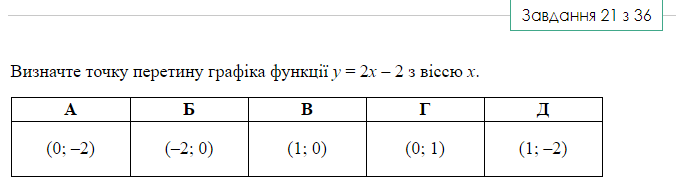 Завдання 21 з 36
Визначте точку перетину графіка функції y = 2x – 2 з віссю x.
А Б В Г Д
(0; –2) (–2; 0) (1; 0) (0; 1) (1; –2)